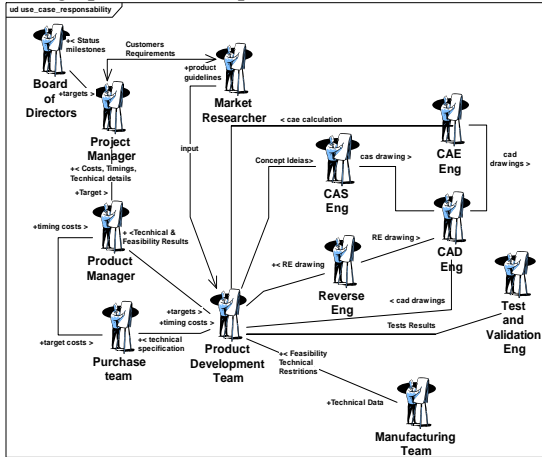 ud use_case_responsability
+< Status
milestones
Board
of
Directors
+targets >
Customers
Requirements
+product
guidelines
Market
Researcher
Project
Manager
+< Costs, Timings,
Tecnhical details
+Target >
input
< cae calculation
CAE
Eng
Concept Ideias>
cas drawing >
cad
drawings >
CAS
Eng
CAD
Eng
+timing costs >
+ <Tecnhical &
Feasibility Results
Product
Manager
RE drawing >
+< RE drawing
Reverse
Eng
Test
and
Validation
Eng
+targets >
+timing costs >
< cad drawings
Tests Results
+target costs >
+< technical
specification
Purchase
team
Product
Development
Team
+< Feasibility
Technical
Restritions
+Technical Data
Manufacturing
Team